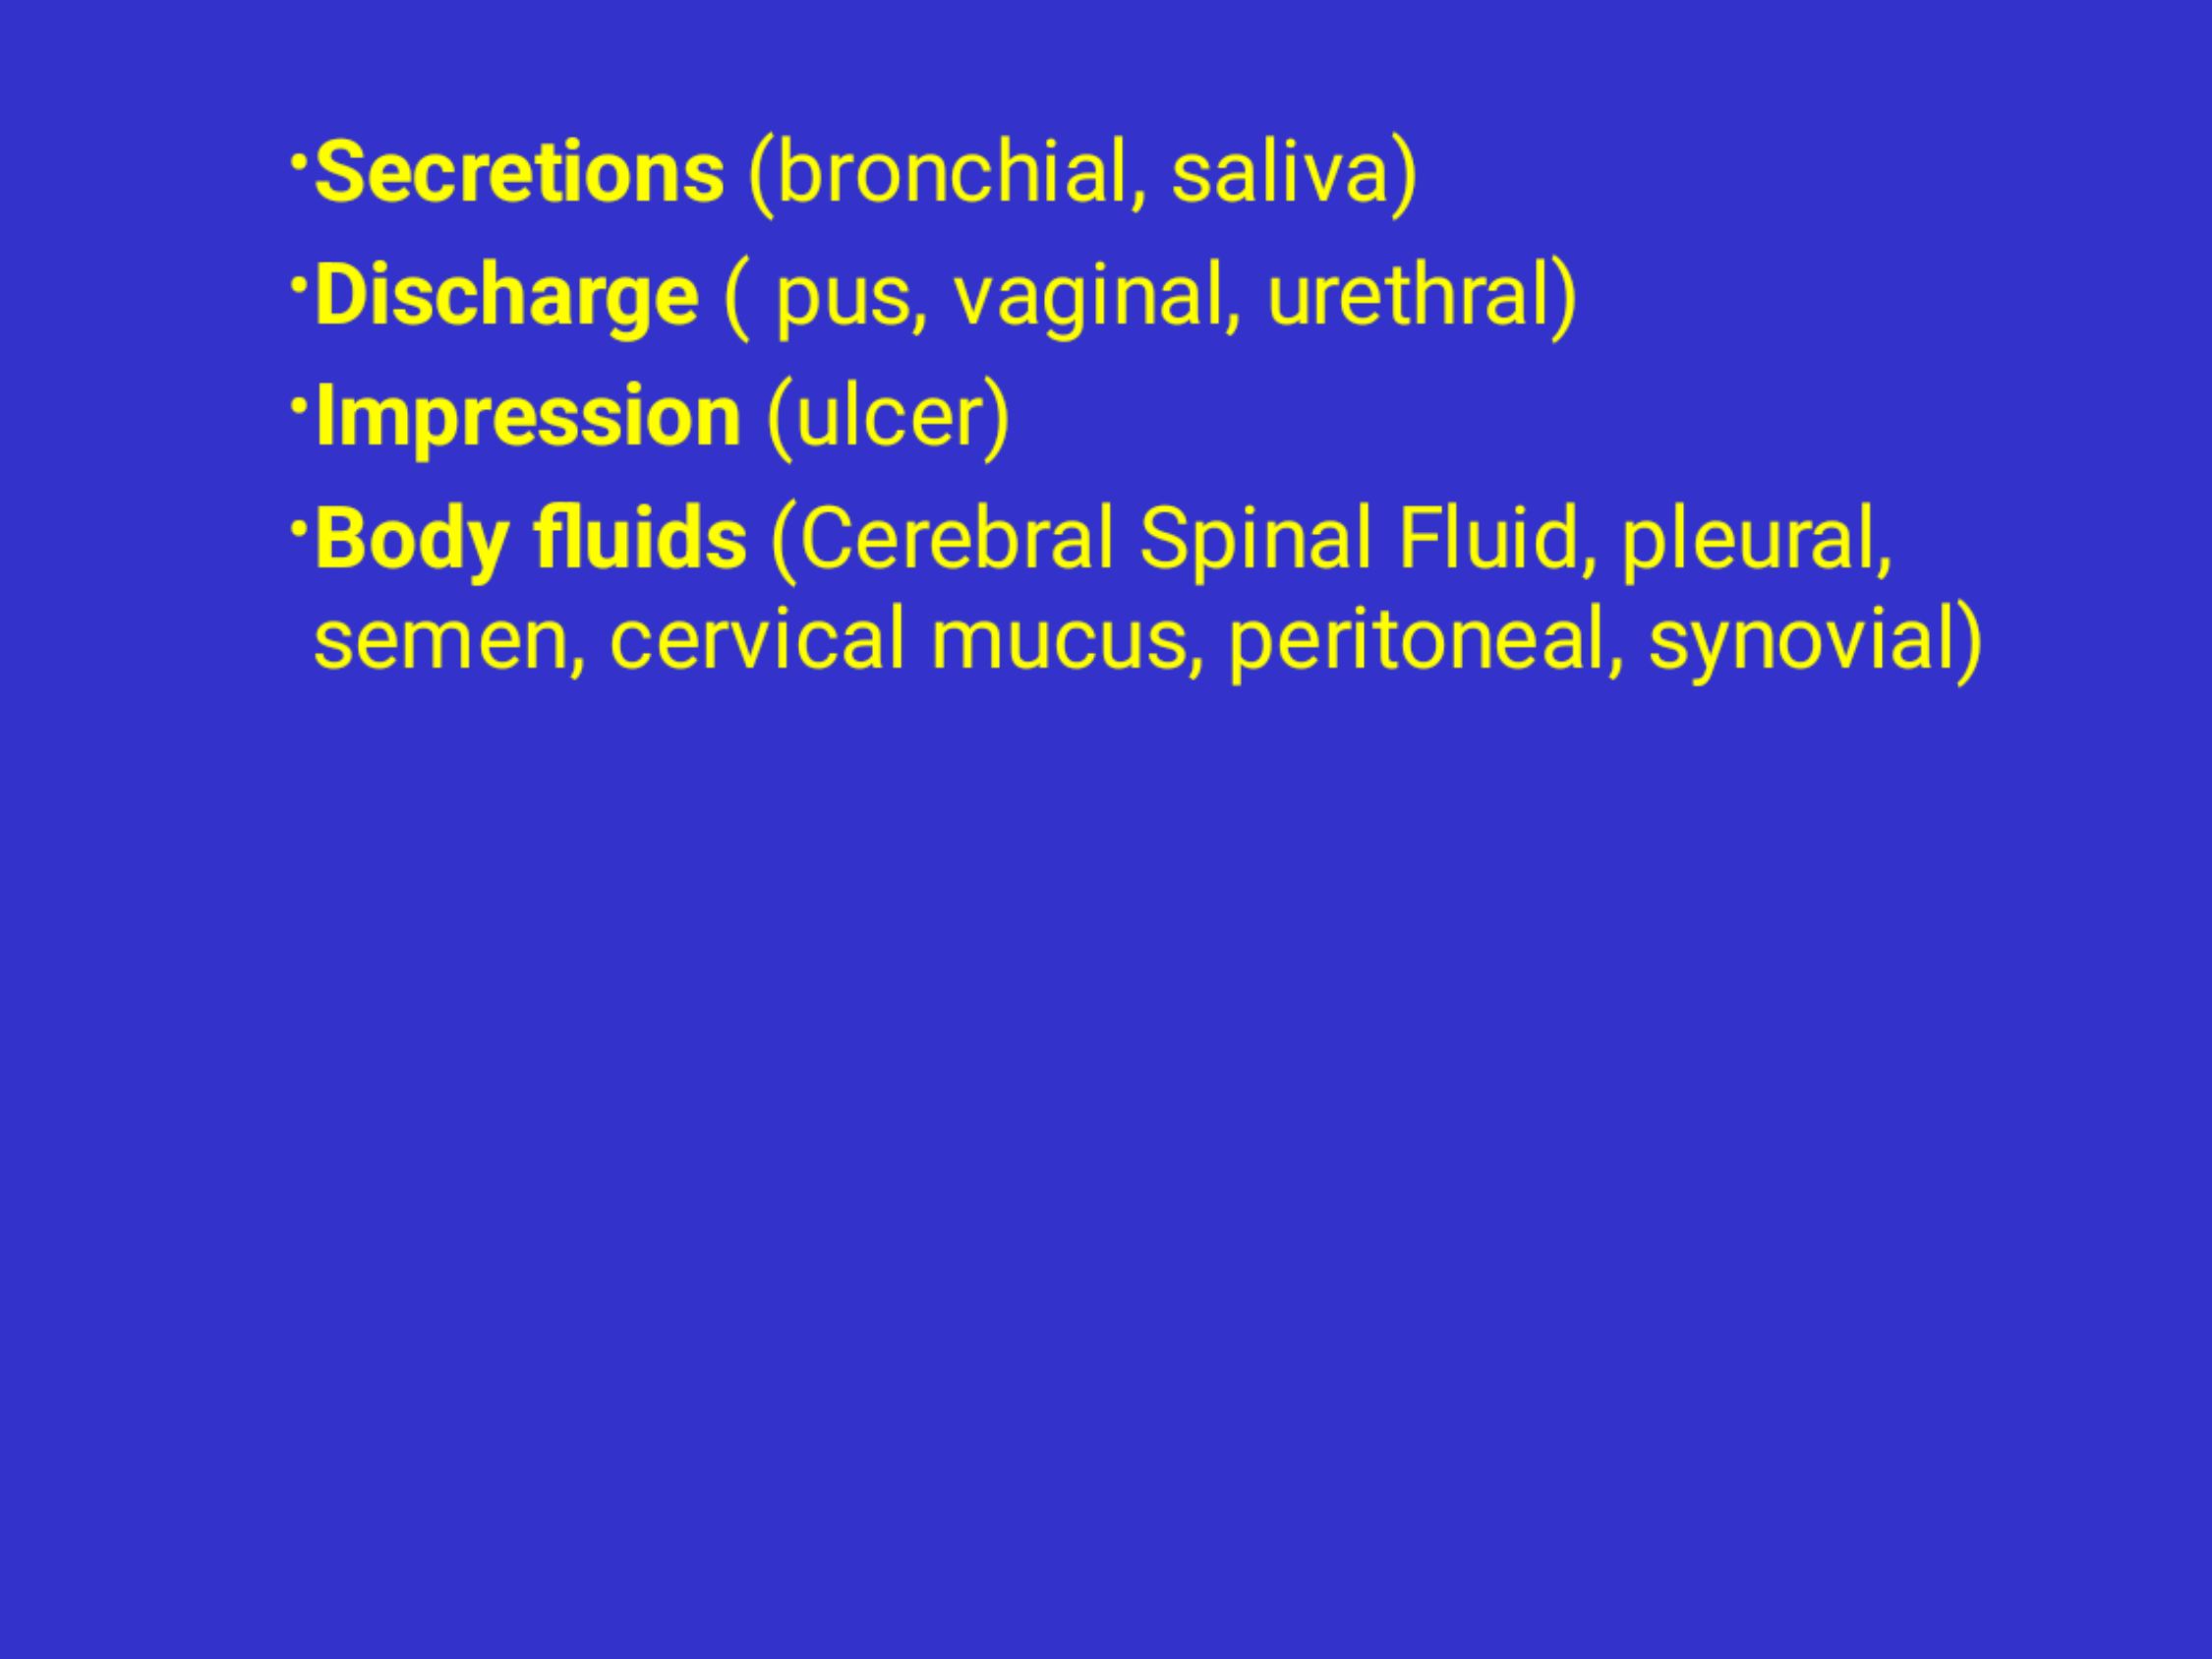 •Secretions (bronchial, saliva)
•Discharge ( pus, vaginal, urethral)
•Impression (ulcer)
•Body fluids (Cerebral Spinal Fluid, pleural,
semen, cervical mucus, peritoneal, synovial)